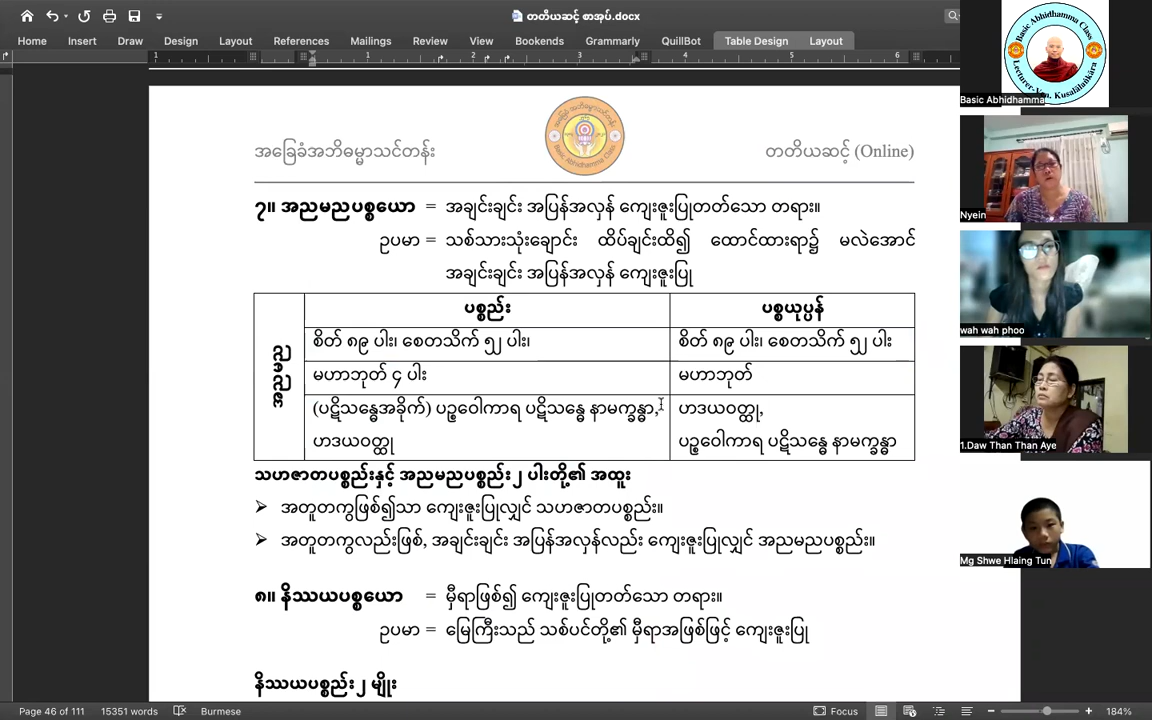 တတိယဆင့် စာအုပ်.docx
Home Insert Draw Design Layout References Mailings Review View Bookends Grammarly QuillBot Table Design Layout
Basic Abhidhamma Class
Lecturer-Ven. Kusalālaṅkāra
Basic Abhidhamma
Nyein
wah wah phoo
1.Daw Than Than Aye
Mg Shwe Hlaing Tun
အခြေခံအဘိဓမ္မာသင်တန်း
Basic Abhidhamma Class
တတိယဆင့် (Online)
၇။ အညမညပစ္စယော = အချင်းချင်း အပြန်အလှန် ကျေးဇူးပြုတတ်သော တရား။
ဥပမာ = သစ်သားသုံးချောင်း ထိပ်ချင်းထိ၍ ထောင်ထားရာ၌ မလဲအောင်
အချင်းချင်း အပြန်အလှန် ကျေးဇူးပြု
ပစ္စည်း ပစ္စယုပ္ပန်
စိတ် ၈၉ ပါး၊ စေတသိက် ၅၂ ပါး၊ စိတ် ၈၉ ပါး၊ စေတသိက် ၅၂ ပါး
မဟာဘုတ် ၄ ပါး မဟာဘုတ်
(ပဋိသန္ဓေအခိုက်) ပဉ္စဝေါကာရ ပဋိသန္ဓေ နာမက္ခန္ဓာ, ဟဒယဝတ္ထု,
ဟဒယဝတ္ထု ပဉ္စဝေါကာရ ပဋိသန္ဓေ နာမက္ခန္ဓာ
သဟဇာတပစ္စည်းနှင့် အညမညပစ္စည်း၂ ပါးတို့၏ အထူး
➢ အတူတကွဖြစ်၍သာ ကျေးဇူးပြုလျှင် သဟဇာတပစ္စည်း။
➢ အတူတကွလည်းဖြစ်, အချင်းချင်း အပြန်အလှန်လည်း ကျေးဇူးပြုလျှင် အညမညပစ္စည်း။
၈။ နိဿယပစ္စယော = မှီရာဖြစ်၍ ကျေးဇူးပြုတတ်သော တရား။
ဥပမာ = မြေကြီးသည် သစ်ပင်တို့၏ မှီရာအဖြစ်ဖြင့် ကျေးဇူးပြု
နိဿယပစ္စည်း၂ မျိုး
Page 46 of 111 15351 words Burmese Focus 184%